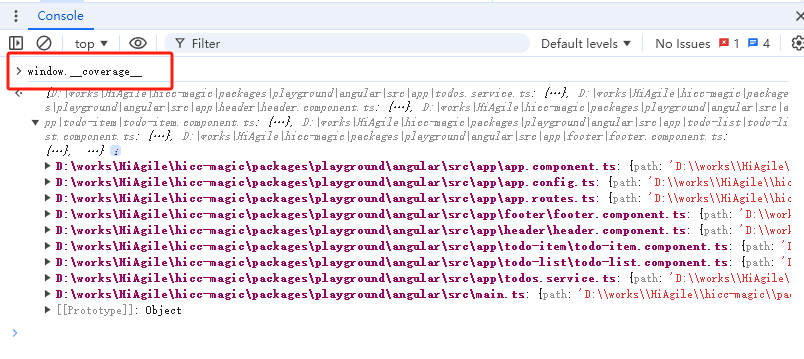 Console
top ▼ Filter Default levels ▼ No Issues 1 4
> window.__coverage__
{D:\works\HiAgile\hicc-magic\packages\playground\angular\src\app\todos.service.ts: {…}, D:\works\HiAgile\hicc-magic\packages
\playground\angular\src\app\header\header.component.ts: {…}, D:\works\HiAgile\hicc-magic\packages\playground\angular\src\ap
p\todo-item\todo-item.component.ts: {…}, D:\works\HiAgile\hicc-magic\packages\playground\angular\src\app\todo-list\todo-li
st.component.ts: {…}, D:\works\HiAgile\hicc-magic\packages\playground\angular\src\app\footer\footer.component.ts:
{…}, …} i
D:\works\HiAgile\hicc-magic\packages\playground\angular\src\app\app.component.ts: {path: 'D:\\works\\HiAgile\\
D:\works\HiAgile\hicc-magic\packages\playground\angular\src\app\app.config.ts: {path: 'D:\\works\\HiAgile\\hic
D:\works\HiAgile\hicc-magic\packages\playground\angular\src\app\app.routes.ts: {path: 'D:\\works\\HiAgile\\hic
D:\works\HiAgile\hicc-magic\packages\playground\angular\src\app\footer\footer.component.ts: {path: 'D:\\work
D:\works\HiAgile\hicc-magic\packages\playground\angular\src\app\header\header.component.ts: {path: 'D:\\work
D:\works\HiAgile\hicc-magic\packages\playground\angular\src\app\todo-item\todo-item.component.ts: {path: 'D:
D:\works\HiAgile\hicc-magic\packages\playground\angular\src\app\todo-list\todo-list.component.ts: {path: 'D:
D:\works\HiAgile\hicc-magic\packages\playground\angular\src\app\todos.service.ts: {path: 'D:\\works\\HiAgile\\
D:\works\HiAgile\hicc-magic\packages\playground\angular\src\main.ts: {path: 'D:\\works\\HiAgile\\hicc-magic\\pac
[[Prototype]]: Object